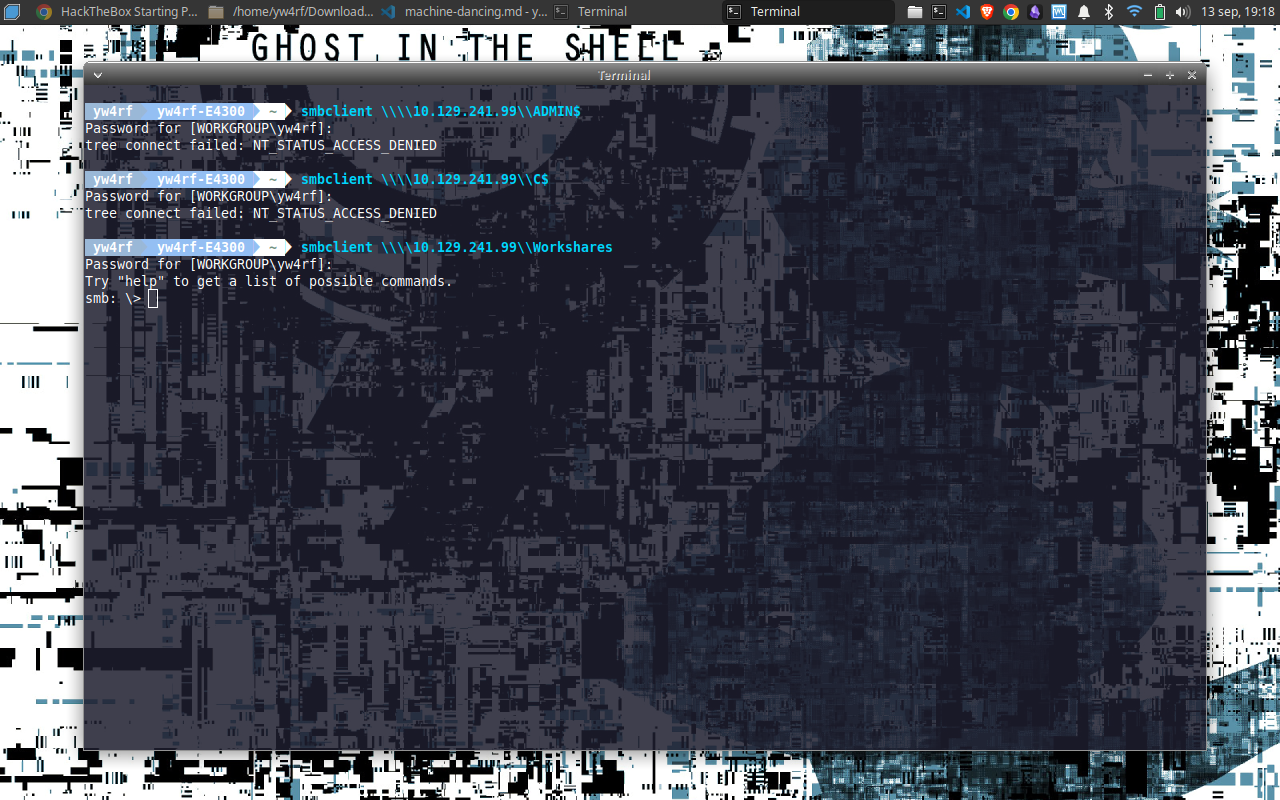 HackTheBox Starting P... /home/yw4rf/Download... machine-dancing.md - y... Terminal Terminal 13 sep, 19:18
GHOST IN THE SHELL
Terminal
yw4rf yw4rf-E4300 ~ smbclient \\\\10.129.241.99\\ADMIN$
Password for [WORKGROUP\yw4rf]:
tree connect failed: NT_STATUS_ACCESS_DENIED
yw4rf yw4rf-E4300 ~ smbclient \\\\10.129.241.99\\C$
Password for [WORKGROUP\yw4rf]:
tree connect failed: NT_STATUS_ACCESS_DENIED
yw4rf yw4rf-E4300 ~ smbclient \\\\10.129.241.99\\Workshares
Password for [WORKGROUP\yw4rf]:
Try "help" to get a list of possible commands.
smb: \>